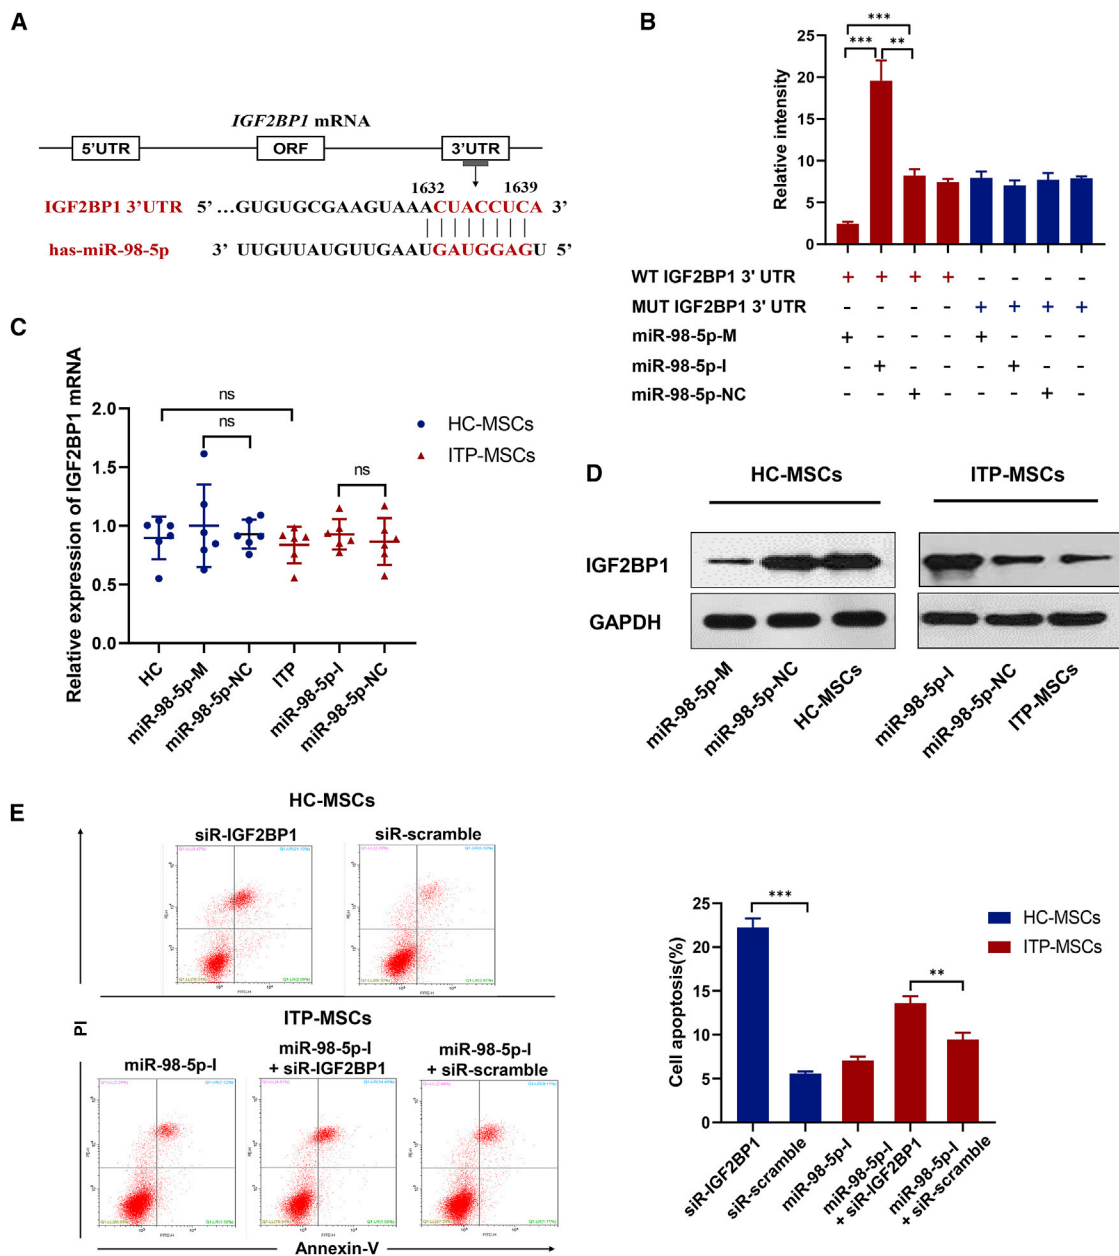 A
IGF2BP1 mRNA
5'UTR
ORF
3'UTR
1632
1639
IGF2BP1 3'UTR 5' ...GUGUGCGAAGUAAACUACCUCA 3'
has-miR-98-5p 3' UUGUUAUGUUGAAUGAUGGAGU 5'
B
Relative intensity
25
20
15
10
5
0
***
*** **
WT IGF2BP1 3' UTR + + + + - - - -
MUT IGF2BP1 3' UTR - - - - + + + +
miR-98-5p-M + - - - + - - -
miR-98-5p-I - + - - - + - -
miR-98-5p-NC - - + - - - + -
C
Relative expression of IGF2BP1 mRNA
2.0
1.5
1.0
0.5
0.0
ns
ns
ns
HC-MSCs
ITP-MSCs
HC
miR-98-5p-M
miR-98-5p-NC
ITP
miR-98-5p-I
miR-98-5p-NC
D
HC-MSCs
ITP-MSCs
IGF2BP1
GAPDH
miR-98-5p-M
miR-98-5p-NC
HC-MSCs
miR-98-5p-I
miR-98-5p-NC
ITP-MSCs
E
HC-MSCs
siR-IGF2BP1
siR-scramble
ITP-MSCs
miR-98-5p-I
miR-98-5p-I
+ siR-IGF2BP1
miR-98-5p-I
+ siR-scramble
PI
Annexin-V
Cell apoptosis(%)
25
20
15
10
5
0
***
**
HC-MSCs
ITP-MSCs
siR-IGF2BP1
siR-scramble
miR-98-5p-I
miR-98-5p-I
+ siR-IGF2BP1
miR-98-5p-I
+ siR-scramble